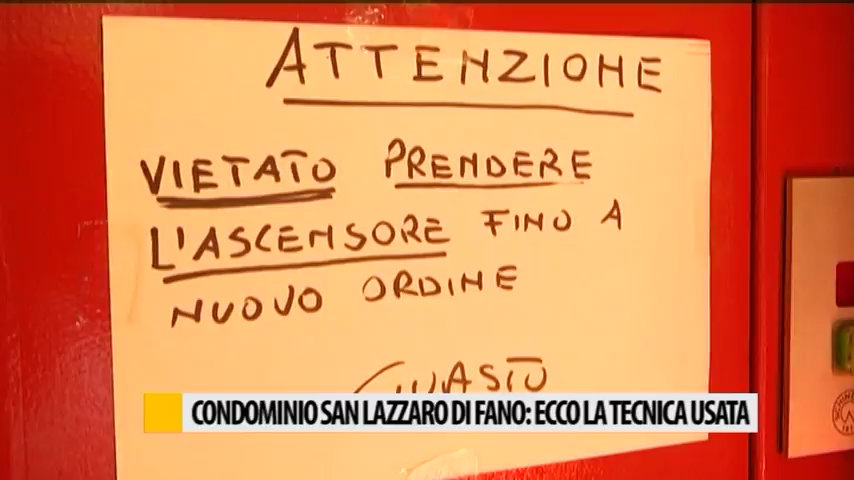 ATTENZIONE
VIETATO PRENDERE
L'ASCENSORE FINO A
NUOVO ORDINE
GUASTO
CONDOMINIO SAN LAZZARO DI FANO: ECCO LA TECNICA USATA